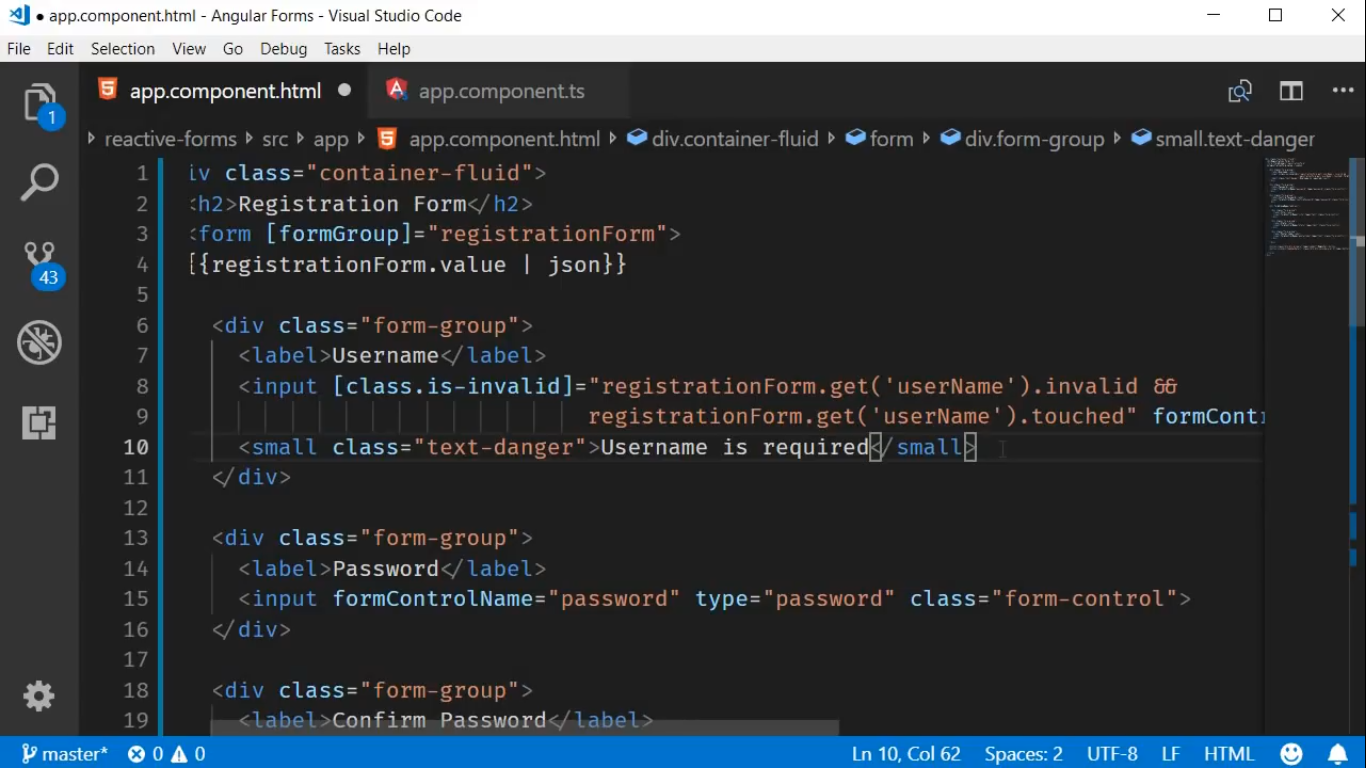 app.component.html - Angular Forms - Visual Studio Code
File Edit Selection View Go Debug Tasks Help
1
app.component.html ● app.component.ts
reactive-forms src app app.component.html div.container-fluid form div.form-group small.text-danger
1 iv class="container-fluid">
2 <h2>Registration Form</h2>
3 <form [formGroup]="registrationForm">
4 {{registrationForm.value | json}}
5
6 <div class="form-group">
7 <label>Username</label>
8 <input [class.is-invalid]="registrationForm.get('userName').invalid &&
9 registrationForm.get('userName').touched" formContr
10 <small class="text-danger">Username is required</small>
11 </div>
12
13 <div class="form-group">
14 <label>Password</label>
15 <input formControlName="password" type="password" class="form-control">
16 </div>
17
18 <div class="form-group">
19 <label>Confirm Password</label>
43
master* 0 0 Ln 10, Col 62 Spaces: 2 UTF-8 LF HTML